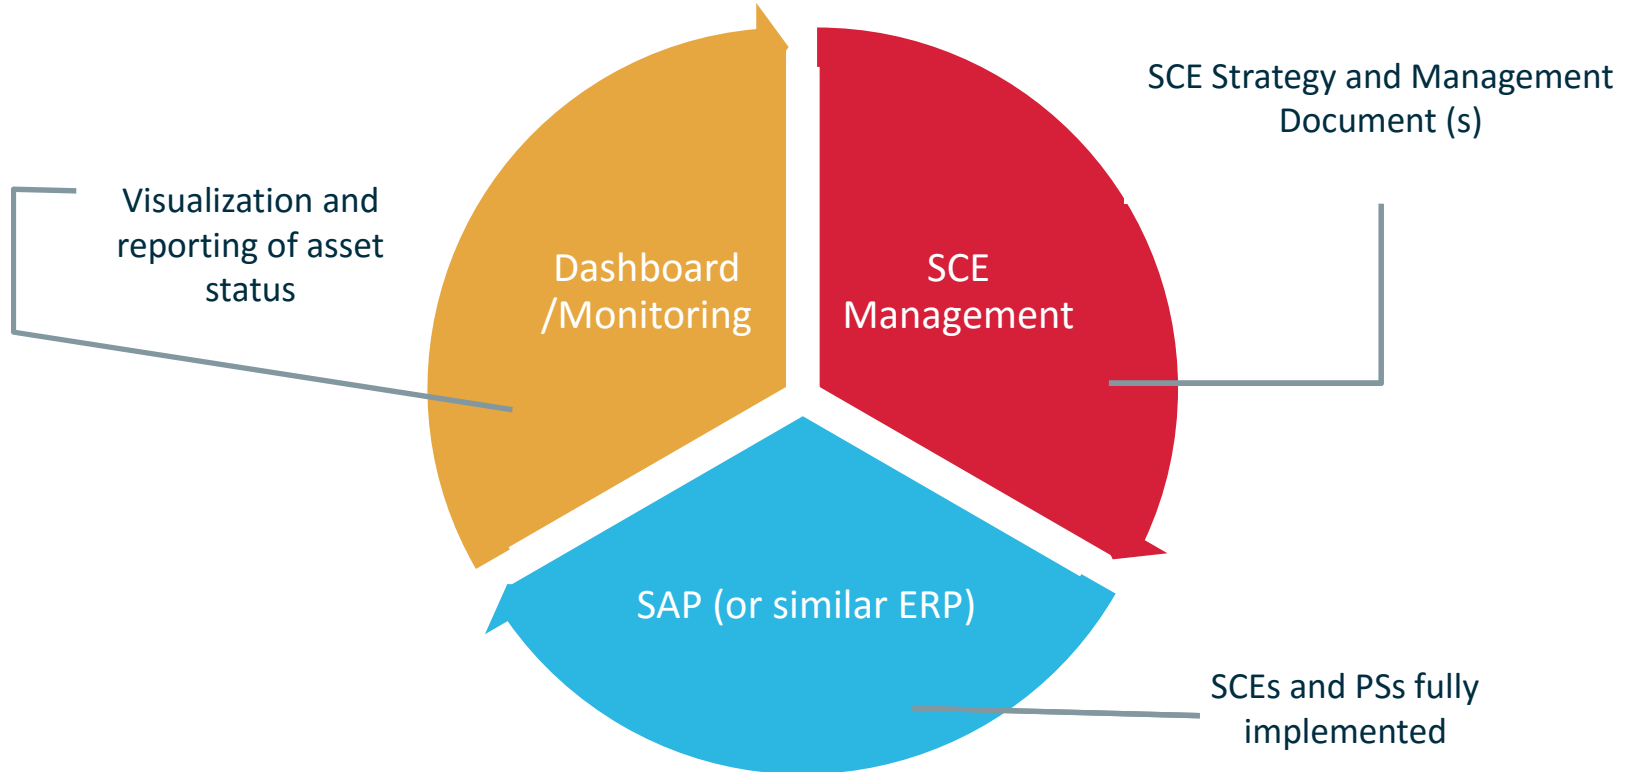 SCE Strategy and Management
Document (s)
Visualization and
reporting of asset
status
Dashboard
/Monitoring
SCE
Management
SAP (or similar ERP)
SCEs and PSs fully
implemented